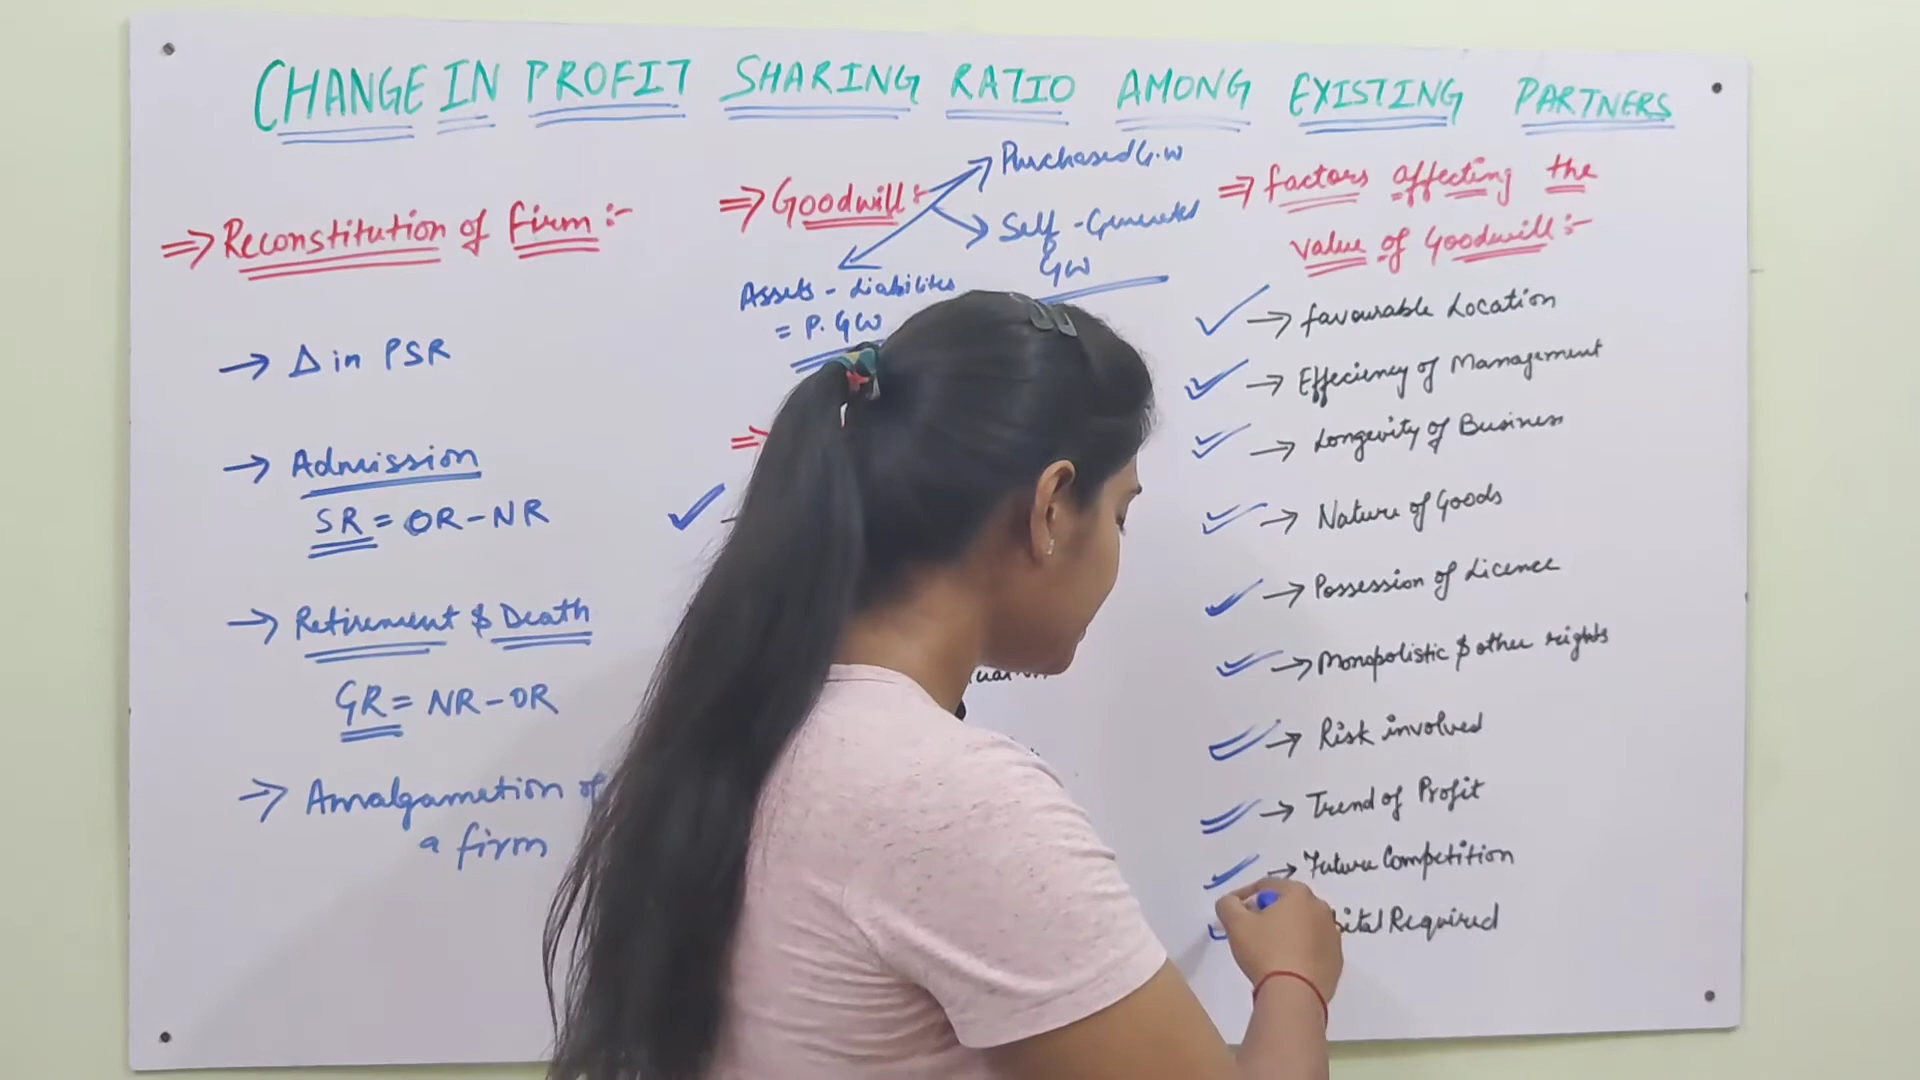 CHANGE IN PROFIT SHARING RATIO AMONG EXISTING PARTNERS
⇒ Reconstitution of firm :-
→ Δ in PSR
→ Admission
SR = OR - NR
→ Retirement & Death
GR = NR - OR
→ Amalgametion of
a firm
⇒ Goodwill :-
Purchased G.W
Self - Generated
GW
Assets - Liabilites
= P. GW
⇒ factors affecting the
value of Goodwill :-
✓ → favourable Location
✓ → Effeciency of Management
✓ → Longevity of Business
✓ → Nature of Goods
✓ → Possession of Licence
✓ → Monopolistic & other rights
✓ → Risk involved
✓ → Trend of Profit
✓ → Future Competition
Required